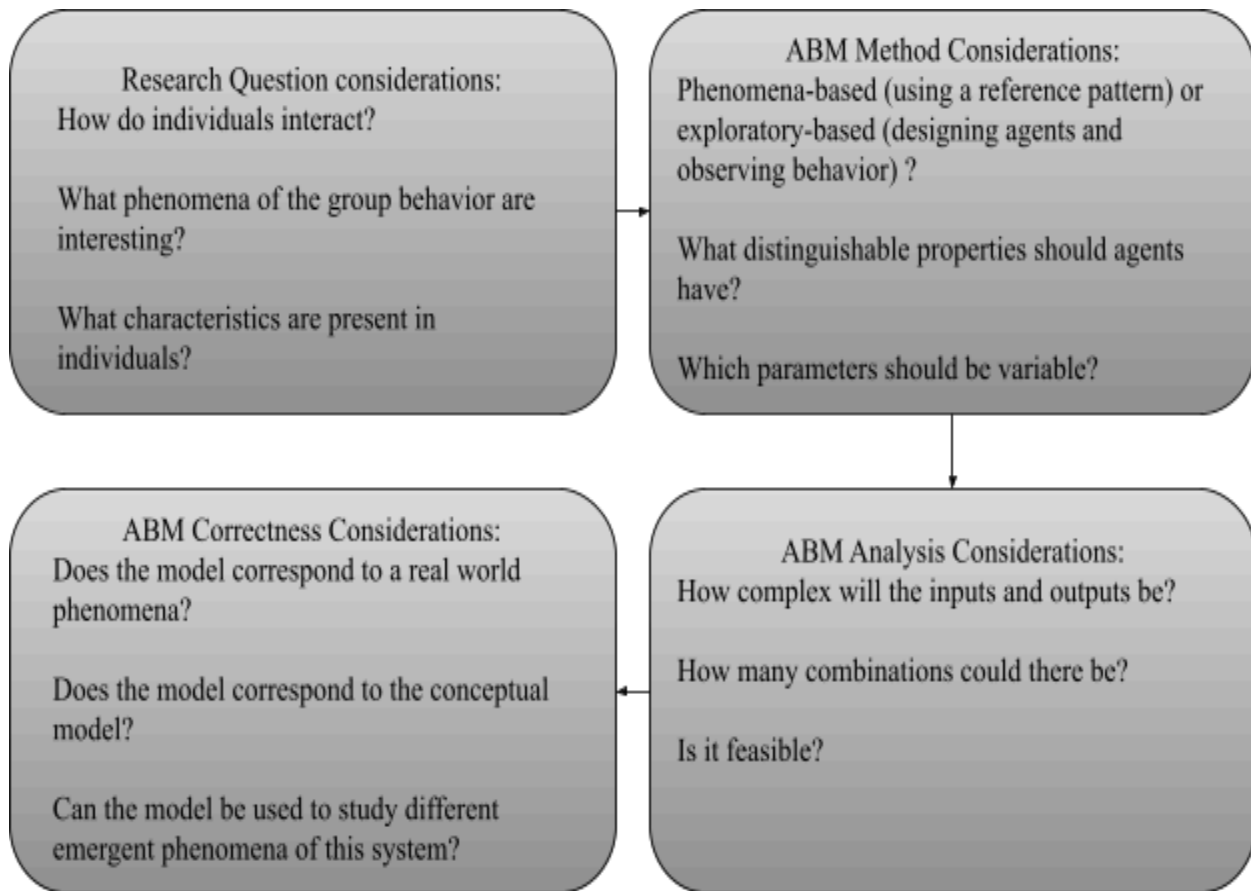 Research Question considerations:
How do individuals interact?
What phenomena of the group behavior are
interesting?
What characteristics are present in
individuals?
ABM Method Considerations:
Phenomena-based (using a reference pattern) or
exploratory-based (designing agents and
observing behavior) ?
What distinguishable properties should agents
have?
Which parameters should be variable?
ABM Analysis Considerations:
How complex will the inputs and outputs be?
How many combinations could there be?
Is it feasible?
ABM Correctness Considerations:
Does the model correspond to a real world
phenomena?
Does the model correspond to the conceptual
model?
Can the model be used to study different
emergent phenomena of this system?